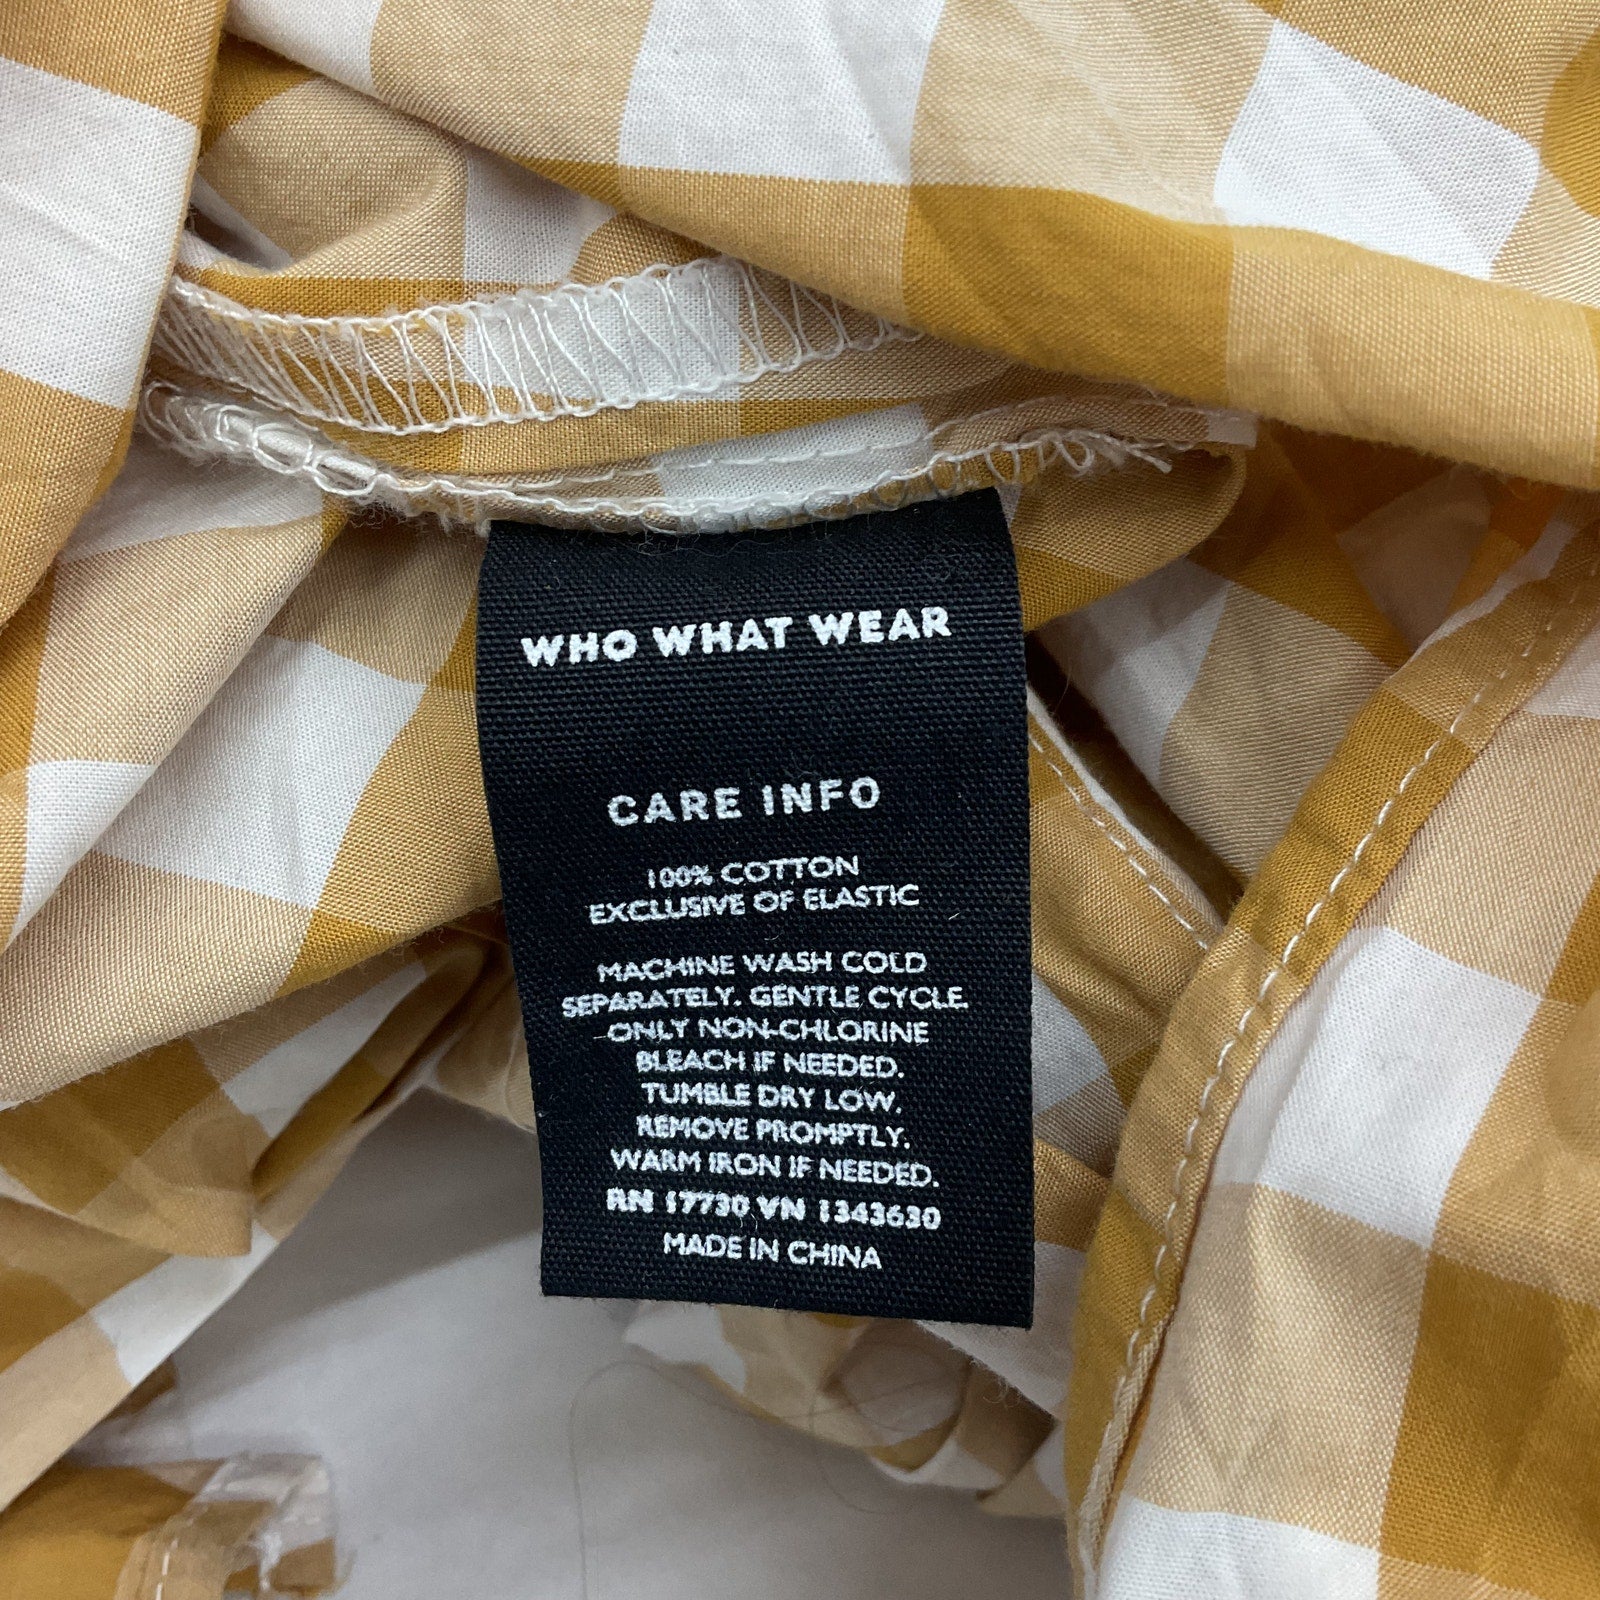 WHO WHAT WEAR
CARE INFO
100% COTTON
EXCLUSIVE OF ELASTIC
MACHINE WASH COLD
SEPARATELY. GENTLE CYCLE.
ONLY NON-CHLORINE
BLEACH IF NEEDED.
TUMBLE DRY LOW.
REMOVE PROMPTLY.
WARM IRON IF NEEDED.
RN 17730 VN 1343630
MADE IN CHINA